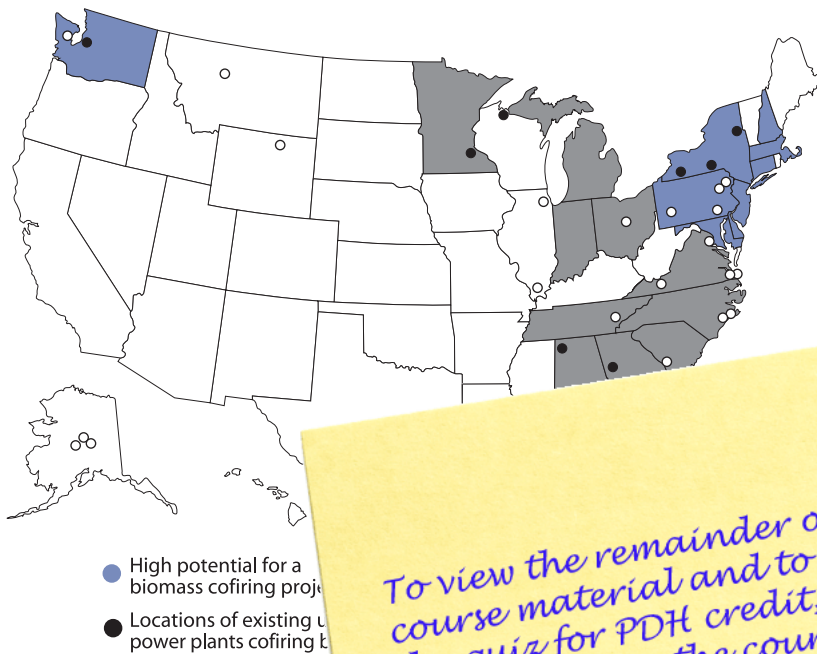 High potential for a
biomass cofiring
Locations of existing
power plants cofiring
To view the remainder
course material and to
quiz for PDH credit,
the